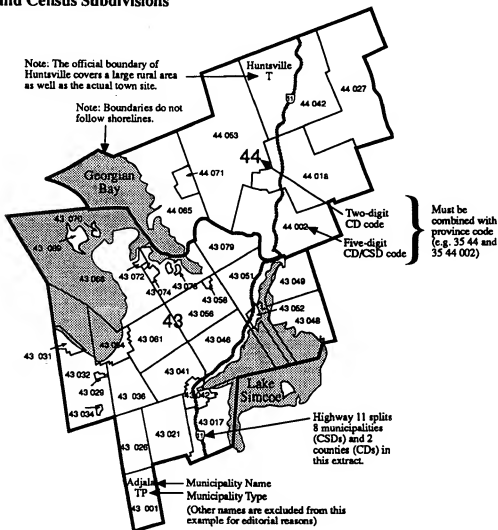 and Census Subdivisions
Note: The official boundary of
Huntsville covers a large rural area
as well as the actual town site.
Note: Boundaries do not
follow shorelines.
Huntsville
T
11
44 042
44 027
44 053
44
44 018
44 071
Georgian
Bay
44 065
44 002
Two-digit
CD code
Five-digit
CD/CSD code
Must be
combined with
province code
(e.g. 35 44 and
35 44 002)
43 070
43 069
43 068
43 072
43 074
43 076
43 079
43 051
43 049
43 058
43 056
43
43 052
43 048
43 031
43 064
43 061
43 046
43 032
43 029
43 034
43 036
43 041
43 042
Lake
Simcoe
43 017
11
43 021
43 026
Highway 11 splits
8 municipalities
(CSDs) and 2
counties (CDs) in
this extract.
Adjala
TP
43 001
Municipality Name
Municipality Type
(Other names are excluded from this
example for editorial reasons)